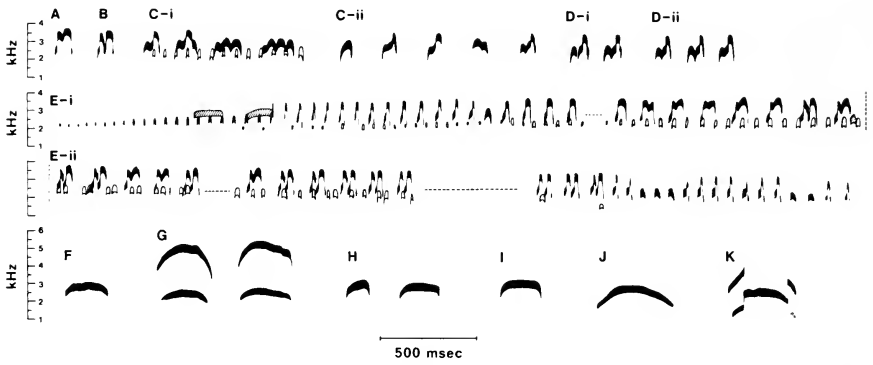 A B C-i C-ii D-i D-ii
kHz 4 3 2 1
E-i
kHz 4 3 2 1
E-ii
kHz 6 5 4 3 2 1
F G H I J K
500 msec